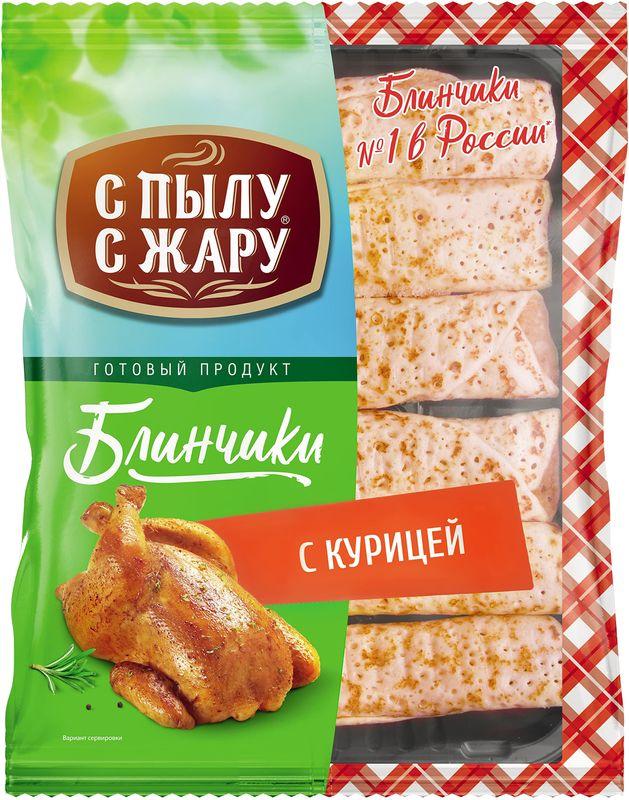 Блинчики
№1 в России*
С ПЫЛУ
С ЖАРУ®
ГОТОВЫЙ ПРОДУКТ
Блинчики
С КУРИЦЕЙ
Вариант сервировки